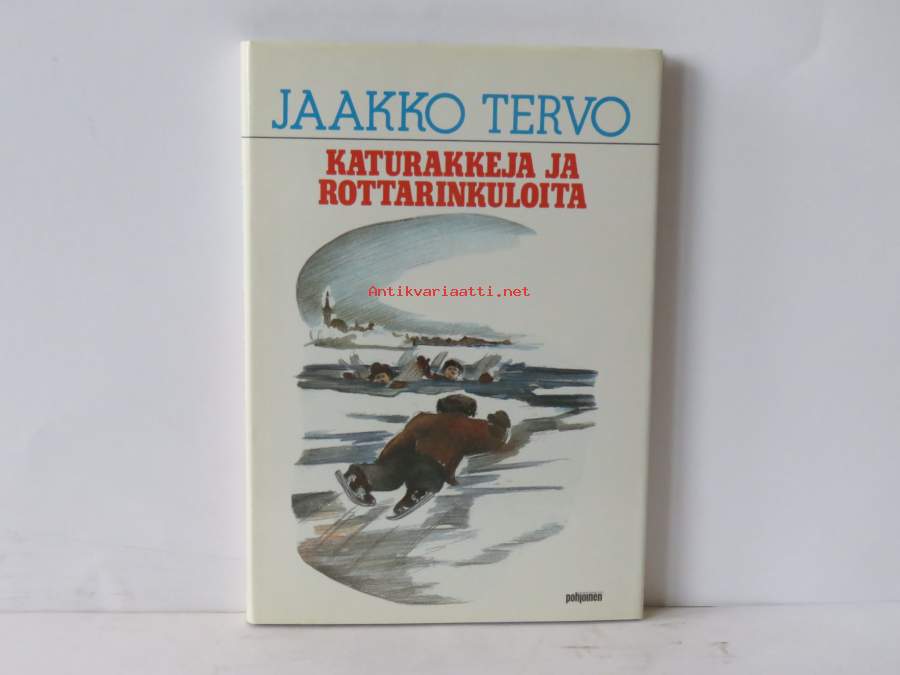 JAAKKO TERVO
KATURAKKEJA JA
ROTTARINKULOITA
Antikvariaatti.net
pohjoinen